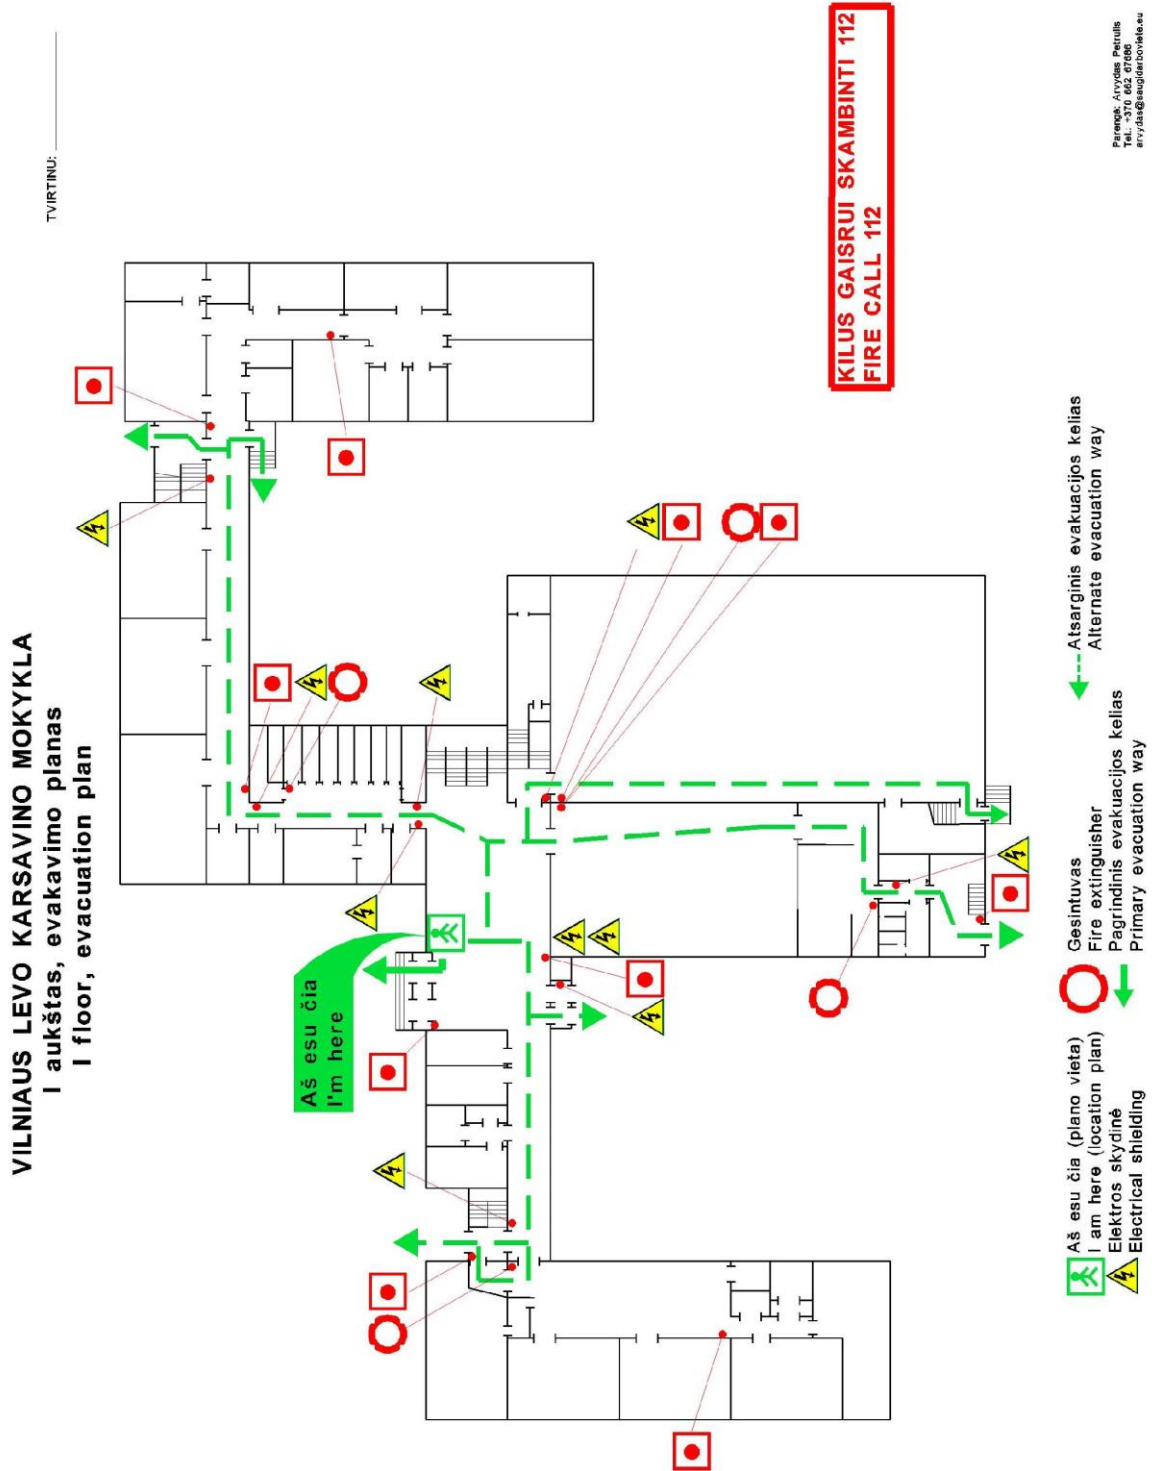 TVIRTINU:
VILNIAUS LEVO KARSAVINO MOKYKLA
I aukštas, evakavimo planas
I floor, evacuation plan
Aš esu čia
I'm here
KILUS GAISRUI SKAMBINTI 112
FIRE CALL 112
Aš esu čia (plano vieta)
I am here (location plan)
Elektros skydinė
Electrical shielding
Gesintuvas
Fire extinguisher
Pagrindinis evakuacijos kelias
Primary evacuation way
Atsarginis evakuacijos kelias
Alternate evacuation way
Parengė: Arvydas Petrulis
Tel.: +370 662 67686
arvydas@saugidarboviete.eu